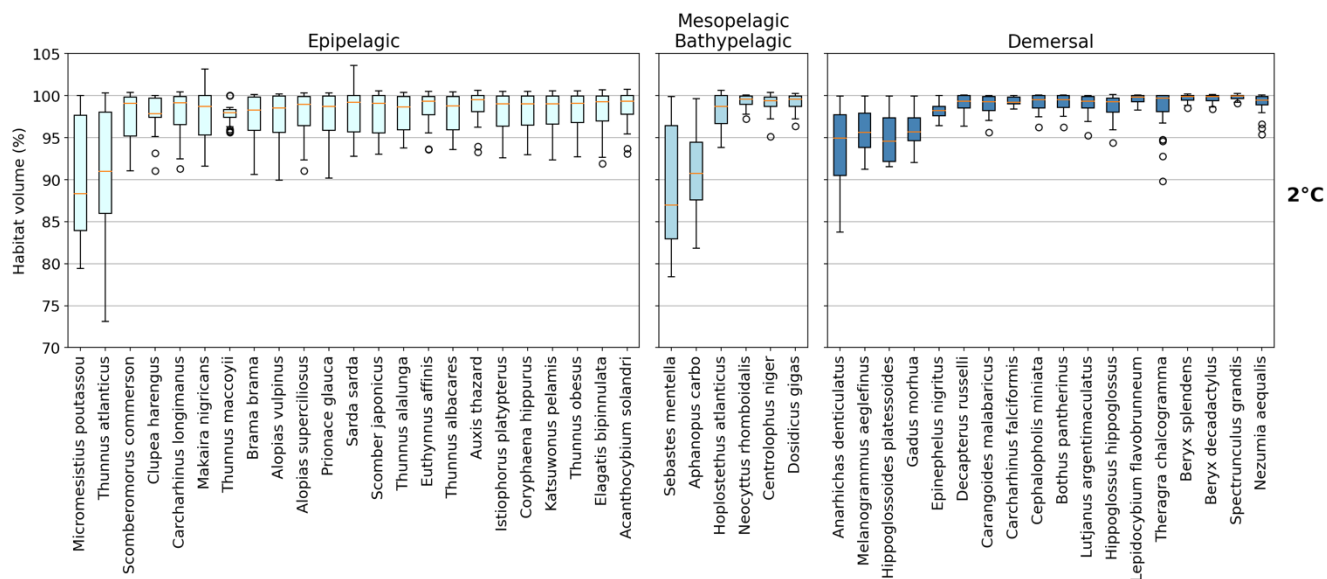 Epipelagic
Mesopelagic
Bathypelagic
Demersal
Habitat volume (%)
105
100
95
90
85
80
75
70
2°C
Micromesistius poutassou
Thunnus atlanticus
Scomberomorus commerson
Clupea harengus
Carcharhinus longimanus
Makaira nigricans
Thunnus maccoyii
Brama brama
Alopias vulpinus
Alopias superciliosus
Prionace glauca
Sarda sarda
Scomber japonicus
Thunnus alalunga
Euthynnus affinis
Thunnus albacares
Auxis thazard
Istiophorus platypterus
Coryphaena hippurus
Katsuwonus pelamis
Thunnus obesus
Elagatis bipinnulata
Acanthocybium solandri
Sebastes mentella
Aphanopus carbo
Hoplostethus atlanticus
Neocyttus rhomboidalis
Centrolophus niger
Dosidicus gigas
Anarhichas denticulatus
Melanogrammus aeglefinus
Hippoglossoides platessoides
Gadus morhua
Epinephelus nigritus
Decapterus russelli
Carangoides malabaricus
Carcharhinus falciformis
Cephalopholis miniata
Bothus pantherinus
Lutjanus argentimaculatus
Hippoglossus hippoglossus
Lepidocybium flavobrunneum
Theragra chalcogramma
Beryx splendens
Beryx decadactylus
Spectrunculus grandis
Nezumia aequalis